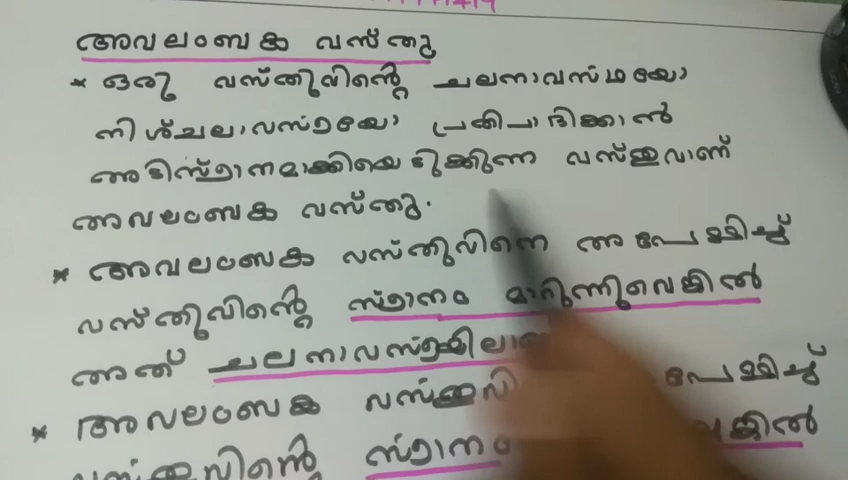 അവലംബക വസ്തു
* ഒരു വസ്തുവിന്റെ ചലനാവസ്ഥയോ
നിശ്ചലാവസ്ഥയോ പ്രതിപാദിക്കാൻ
അടിസ്ഥാനമാക്കിയെടുക്കുന്ന വസ്തുവാണ്
അവലംബക വസ്തു.
* അവലംബക വസ്തുവിനെ അപേക്ഷിച്ച്
വസ്തുവിന്റെ സ്ഥാനം മാറുന്നുവെങ്കിൽ
അത് ചലനാവസ്ഥയിലാ
* അവലംബക പേക്ഷിച്ച്
വസ്തുവിന്റെ സ്ഥാനം